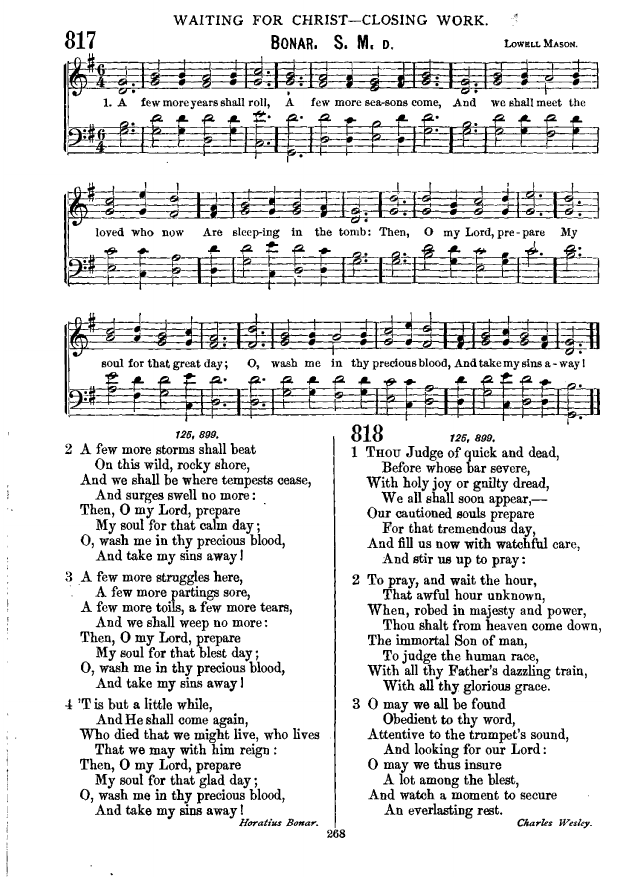 WAITING FOR CHRIST—CLOSING WORK.
817
BONAR. S. M. D.
LOWELL MASON.
1. A few more years shall roll, A few more sea-sons come, And we shall meet the
loved who now Are sleep-ing in the tomb: Then, O my Lord, pre-pare My
soul for that great day; O, wash me in thy precious blood, And take my sins a-way!
125, 899.
2 A few more storms shall beat
On this wild, rocky shore,
And we shall be where tempests cease,
And surges swell no more:
Then, O my Lord, prepare
My soul for that calm day;
O, wash me in thy precious blood,
And take my sins away!
3 A few more struggles here,
A few more partings sore,
A few more toils, a few more tears,
And we shall weep no more:
Then, O my Lord, prepare
My soul for that blest day;
O, wash me in thy precious blood,
And take my sins away!
4 'T is but a little while,
And He shall come again,
Who died that we might live, who lives
That we may with him reign:
Then, O my Lord, prepare
My soul for that glad day;
O, wash me in thy precious blood,
And take my sins away!
Horatius Bonar.
818
125, 899.
1 THOU Judge of quick and dead,
Before whose bar severe,
With holy joy or guilty dread,
We all shall soon appear,—
Our cautioned souls prepare
For that tremendous day,
And fill us now with watchful care,
And stir us up to pray:
2 To pray, and wait the hour,
That awful hour unknown,
When, robed in majesty and power,
Thou shalt from heaven come down,
The immortal Son of man,
To judge the human race,
With all thy Father's dazzling train,
With all thy glorious grace.
3 O may we all be found
Obedient to thy word,
Attentive to the trumpet's sound,
And looking for our Lord:
O may we thus insure
A lot among the blest,
And watch a moment to secure
An everlasting rest.
Charles Wesley.
268